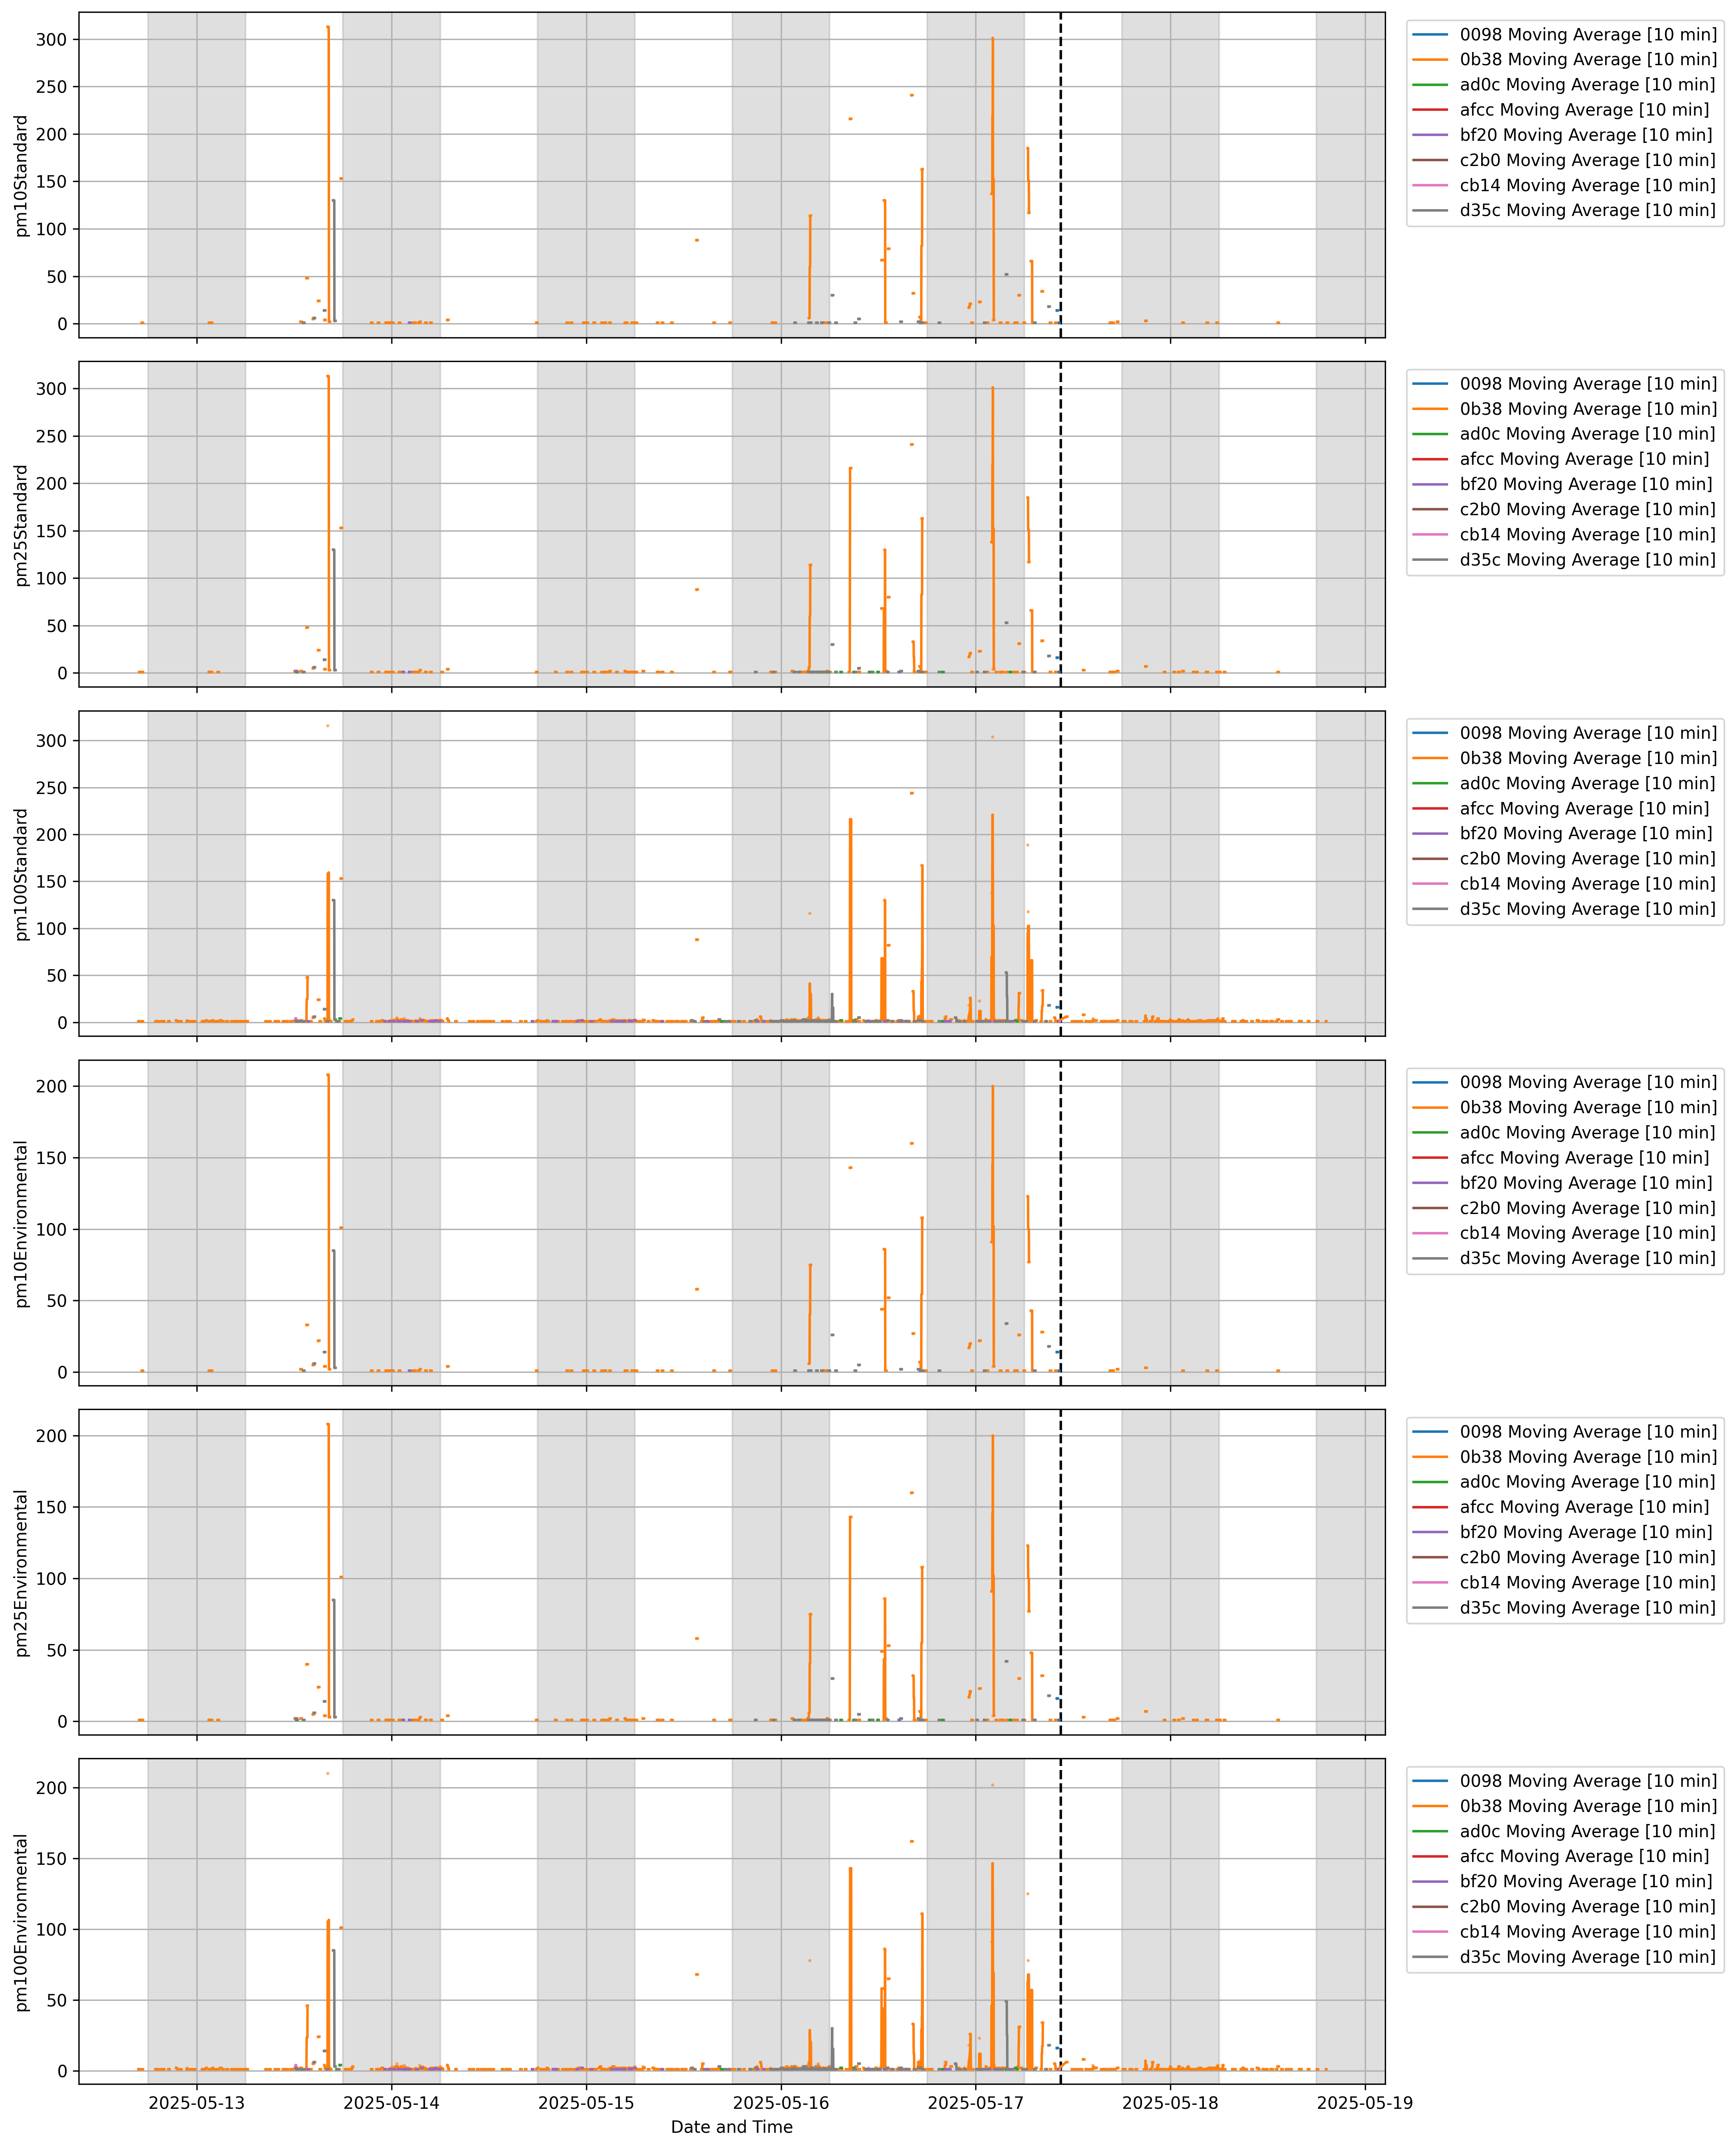 300
250
200
150
100
50
0
pm10Standard
0098 Moving Average [10 min]
0b38 Moving Average [10 min]
ad0c Moving Average [10 min]
afcc Moving Average [10 min]
bf20 Moving Average [10 min]
c2b0 Moving Average [10 min]
cb14 Moving Average [10 min]
d35c Moving Average [10 min]
300
250
200
150
100
50
0
pm25Standard
0098 Moving Average [10 min]
0b38 Moving Average [10 min]
ad0c Moving Average [10 min]
afcc Moving Average [10 min]
bf20 Moving Average [10 min]
c2b0 Moving Average [10 min]
cb14 Moving Average [10 min]
d35c Moving Average [10 min]
300
250
200
150
100
50
0
pm100Standard
0098 Moving Average [10 min]
0b38 Moving Average [10 min]
ad0c Moving Average [10 min]
afcc Moving Average [10 min]
bf20 Moving Average [10 min]
c2b0 Moving Average [10 min]
cb14 Moving Average [10 min]
d35c Moving Average [10 min]
200
150
100
50
0
pm10Environmental
0098 Moving Average [10 min]
0b38 Moving Average [10 min]
ad0c Moving Average [10 min]
afcc Moving Average [10 min]
bf20 Moving Average [10 min]
c2b0 Moving Average [10 min]
cb14 Moving Average [10 min]
d35c Moving Average [10 min]
200
150
100
50
0
pm25Environmental
0098 Moving Average [10 min]
0b38 Moving Average [10 min]
ad0c Moving Average [10 min]
afcc Moving Average [10 min]
bf20 Moving Average [10 min]
c2b0 Moving Average [10 min]
cb14 Moving Average [10 min]
d35c Moving Average [10 min]
200
150
100
50
0
pm100Environmental
0098 Moving Average [10 min]
0b38 Moving Average [10 min]
ad0c Moving Average [10 min]
afcc Moving Average [10 min]
bf20 Moving Average [10 min]
c2b0 Moving Average [10 min]
cb14 Moving Average [10 min]
d35c Moving Average [10 min]
2025-05-13 2025-05-14 2025-05-15 2025-05-16 2025-05-17 2025-05-18 2025-05-19
Date and Time